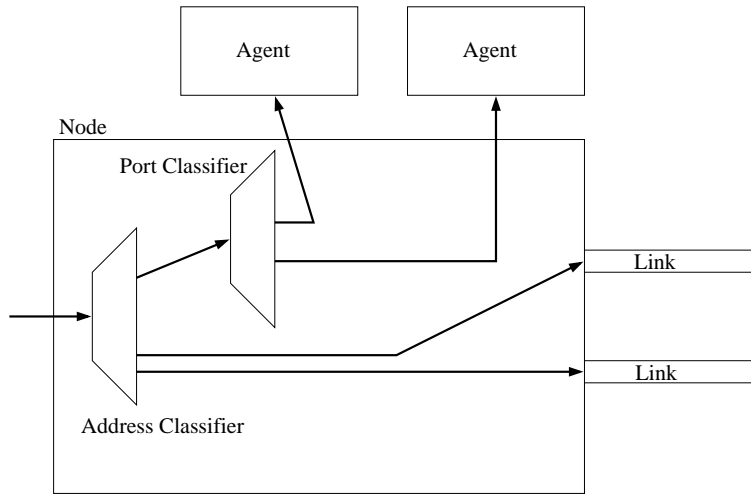 Agent
Agent
Node
Port Classifier
Link
Link
Address Classifier